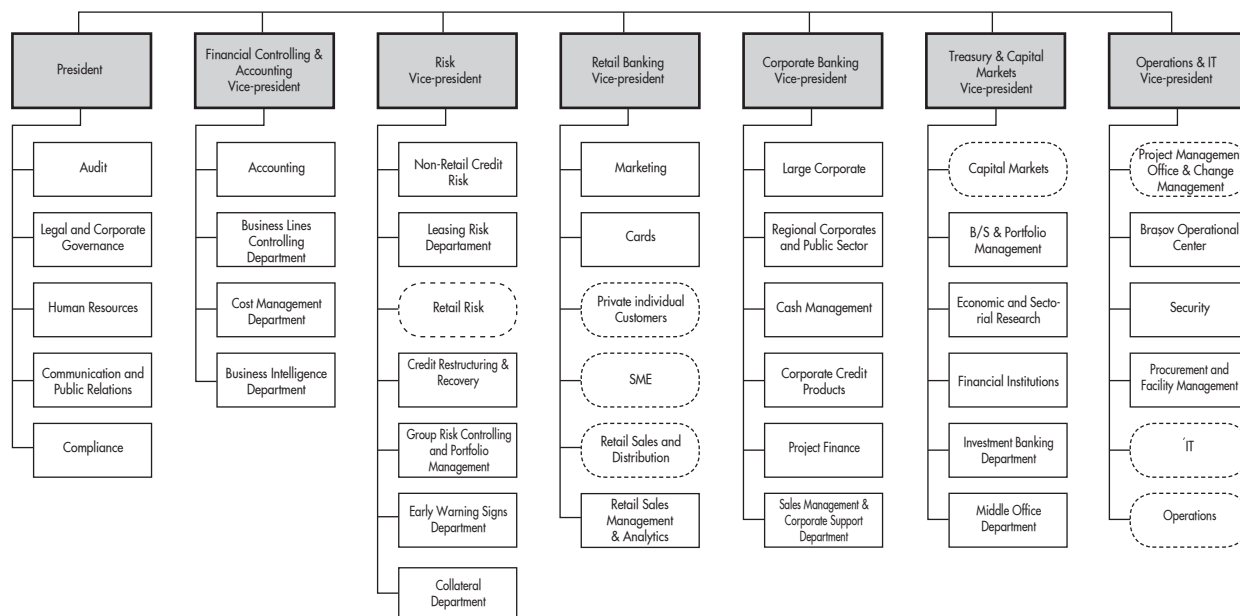 President
Financial Controlling &
Accounting
Vice-president
Risk
Vice-president
Retail Banking
Vice-president
Corporate Banking
Vice-president
Treasury & Capital
Markets
Vice-president
Operations & IT
Vice-president
Audit
Legal and Corporate
Governance
Human Resources
Communication and
Public Relations
Compliance
Accounting
Business Lines
Controlling
Department
Cost Management
Department
Business Intelligence
Department
Non-Retail Credit
Risk
Leasing Risk
Departament
Retail Risk
Credit Restructuring &
Recovery
Group Risk Controlling
and Portfolio
Management
Early Warning Signs
Department
Collateral
Department
Marketing
Cards
Private individual
Customers
SME
Retail Sales and
Distribution
Retail Sales
Management
& Analytics
Large Corporate
Regional Corporates
and Public Sector
Cash Management
Corporate Credit
Products
Project Finance
Sales Management &
Corporate Support
Department
Capital Markets
B/S & Portfolio
Management
Economic and Secto-
rial Research
Financial Institutions
Investment Banking
Department
Middle Office
Department
Project Management
Office & Change
Management
Brașov Operational
Center
Security
Procurement and
Facility Management
´IT
Operations